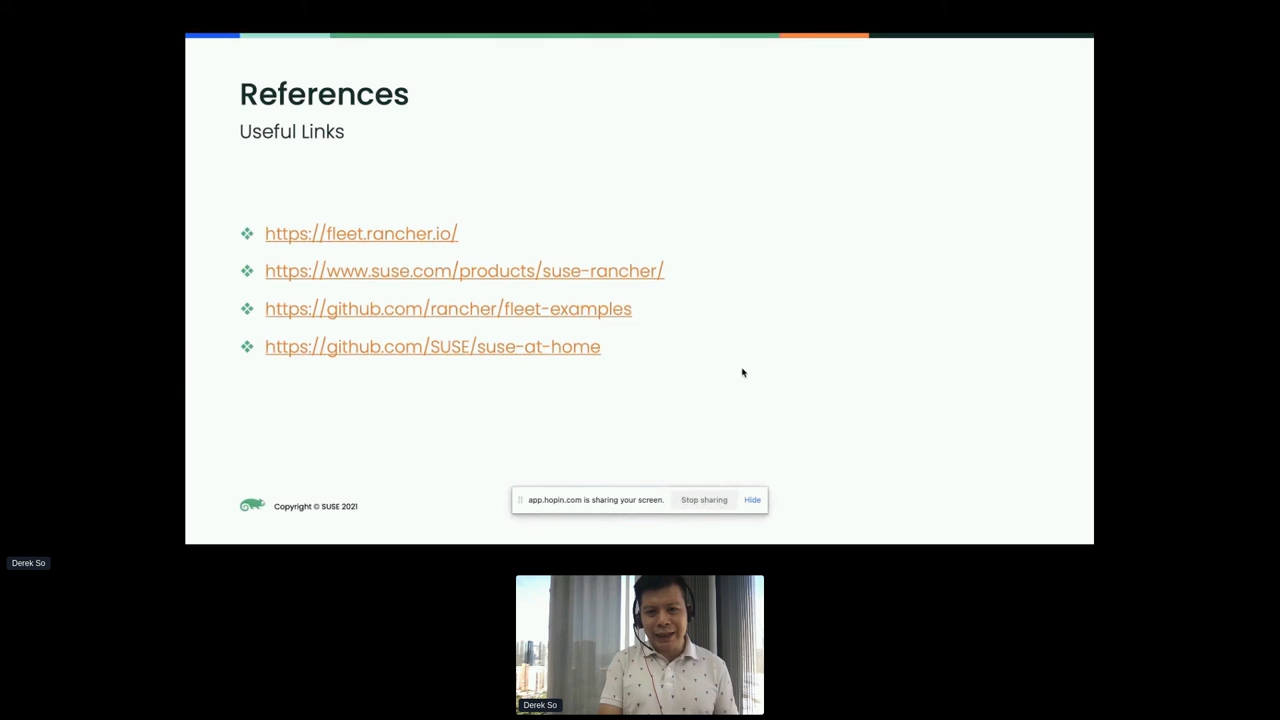 References
Useful Links
https://fleet.rancher.io/
https://www.suse.com/products/suse-rancher/
https://github.com/rancher/fleet-examples
https://github.com/SUSE/suse-at-home
Copyright © SUSE 2021
app.hopin.com is sharing your screen. Stop sharing Hide
Derek So
Derek So